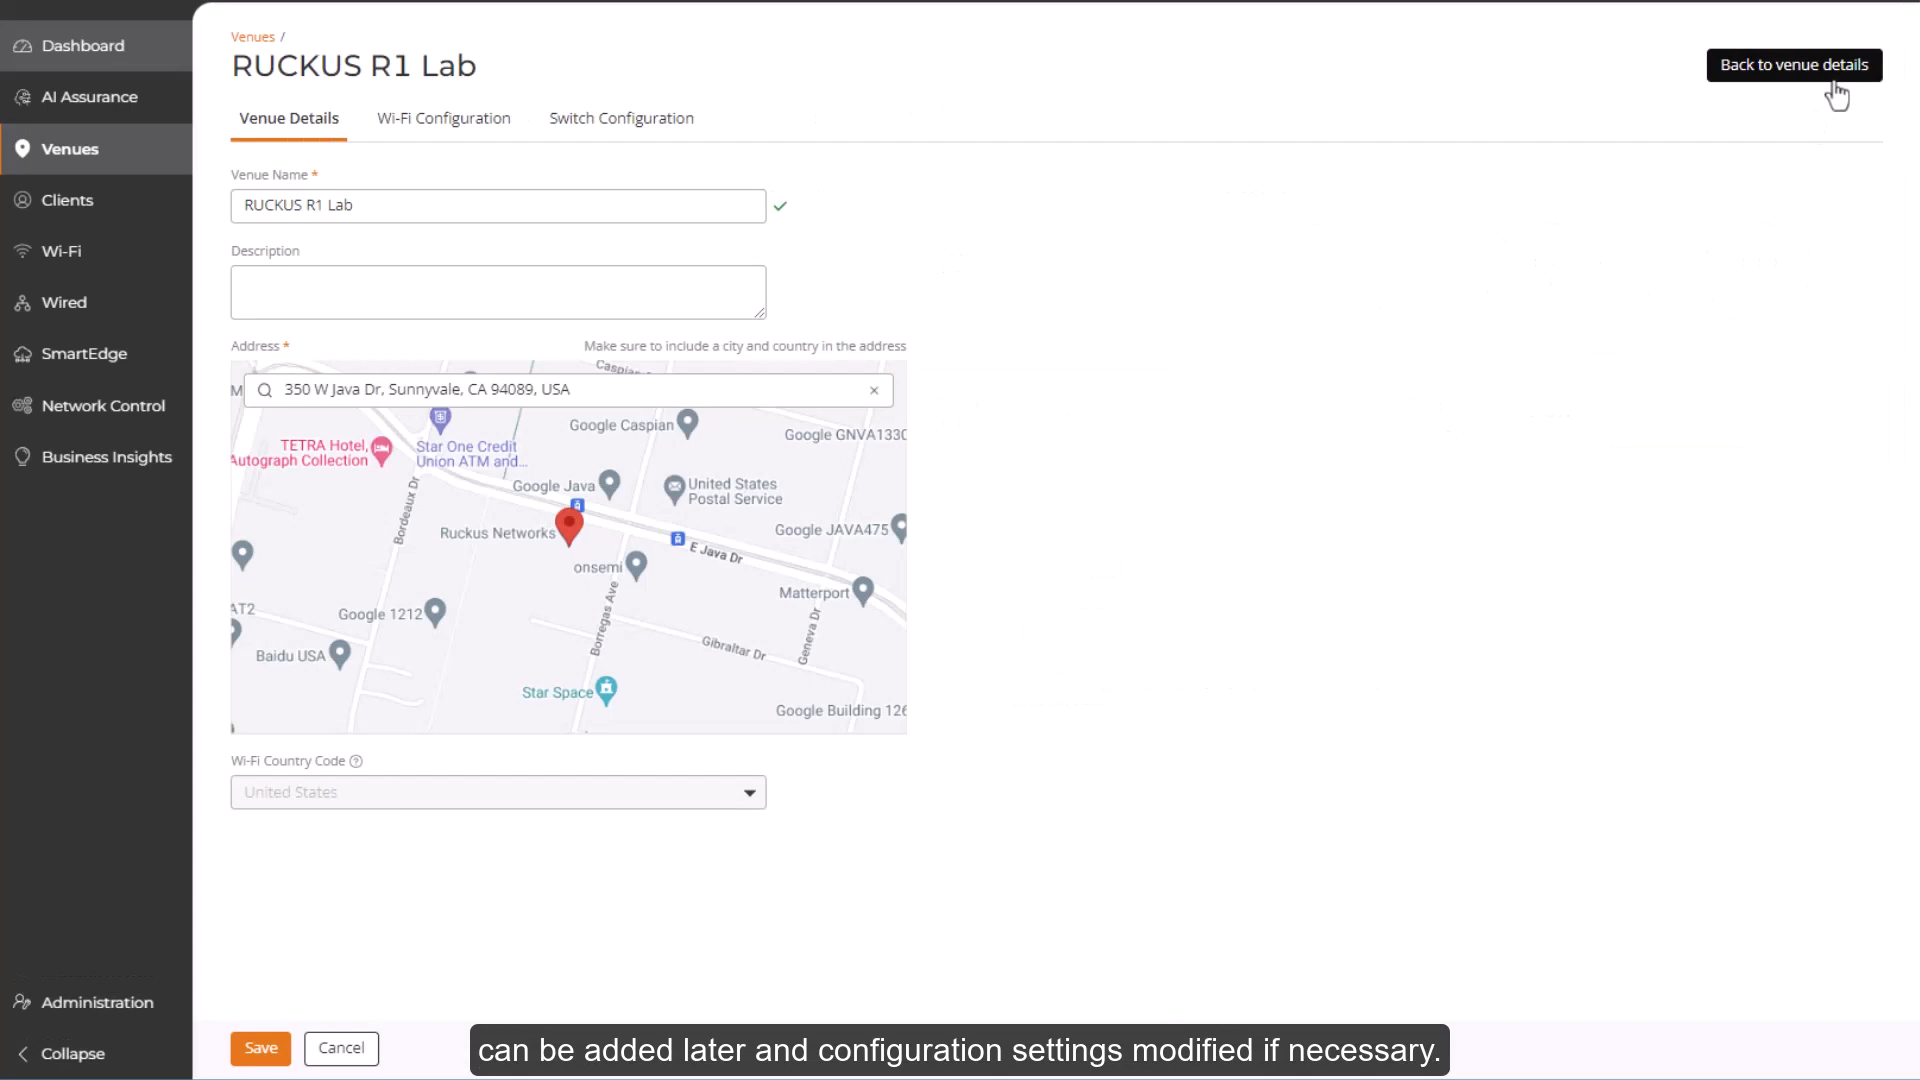 Dashboard
AI Assurance
Venues
Clients
Wi-Fi
Wired
SmartEdge
Network Control
Business Insights
Administration
Collapse
Venues /
RUCKUS R1 Lab
Back to venue details
Venue Details
Wi-Fi Configuration
Switch Configuration
Venue Name *
RUCKUS R1 Lab
Description
Address *
Make sure to include a city and country in the address
350 W Java Dr, Sunnyvale, CA 94089, USA
Google Caspian
Google GNVA1330
TETRA Hotel,
Autograph Collection
Star One Credit
Union ATM and...
Google Java
United States
Postal Service
Ruckus Networks
Google JAVA475
E Java Dr
Bordeaux Dr
onsemi
Matterport
AT2
Google 1212
Borregas Ave
Gibraltar Dr
Geneva Dr
Baidu USA
Star Space
Google Building 126
Wi-Fi Country Code
United States
Save
Cancel
can be added later and configuration settings modified if necessary.